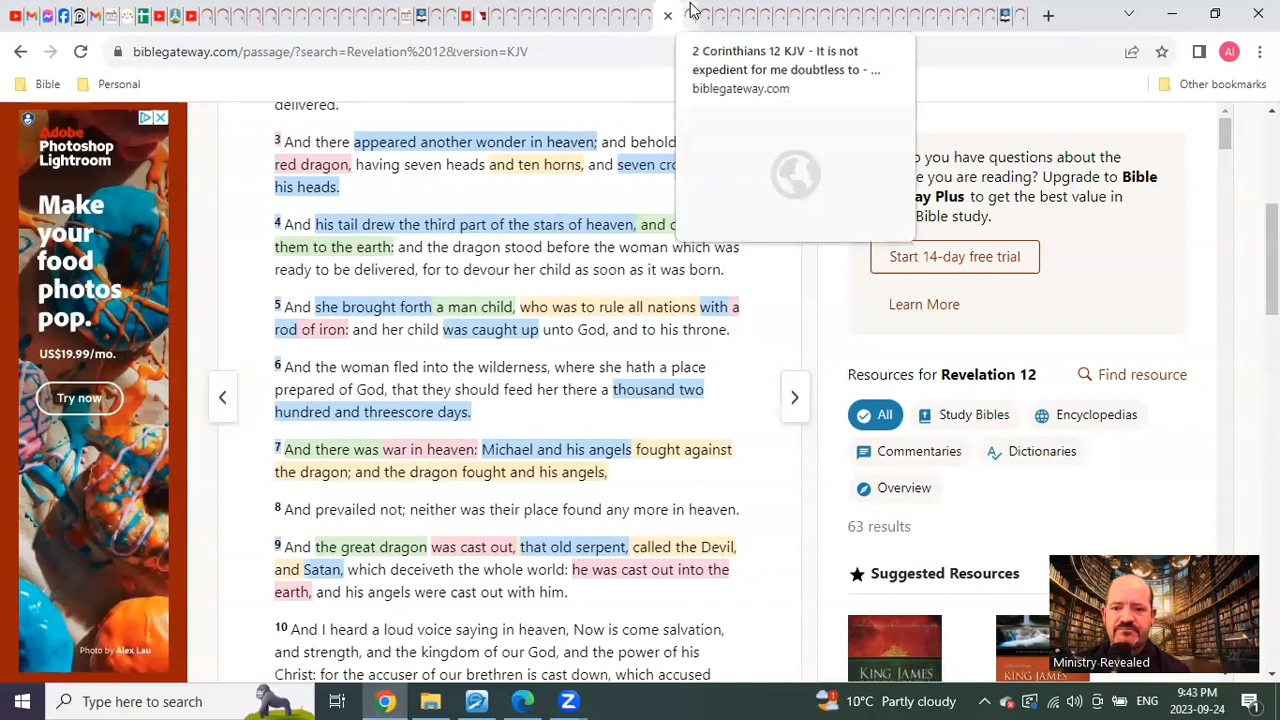 biblegateway.com/passage/?search=Revelation%2012&version=KJV
AI
Bible
Personal
Other bookmarks
2 Corinthians 12 KJV - It is not
expedient for me doubtless to - ...
biblegateway.com
Adobe
Photoshop
Lightroom
Make
your
food
photos
pop.
US$19.99/mo.
Try now
Photo by Alex Lau
delivered.
3 And there appeared another wonder in heaven; and behold
red dragon, having seven heads and ten horns, and seven
his heads.
4 And his tail drew the third part of the stars of heaven, and
them to the earth: and the dragon stood before the woman which was
ready to be delivered, for to devour her child as soon as it was born.
5 And she brought forth a man child, who was to rule all nations with a
rod of iron: and her child was caught up unto God, and to his throne.
6 And the woman fled into the wilderness, where she hath a place
prepared of God, that they should feed her there a thousand two
hundred and threescore days.
7 And there was war in heaven: Michael and his angels fought against
the dragon; and the dragon fought and his angels,
8 And prevailed not; neither was their place found any more in heaven.
9 And the great dragon was cast out, that old serpent, called the Devil,
and Satan, which deceiveth the whole world: he was cast out into the
earth, and his angels were cast out with him.
10 And I heard a loud voice saying in heaven, Now is come salvation,
and strength, and the kingdom of our God, and the power of his
Christ: for the accuser of our brethren is cast down, which accused
you have questions about the
you are reading? Upgrade to Bible
Plus to get the best value in
Bible study.
Start 14-day free trial
Learn More
Resources for Revelation 12
Find resource
All
Study Bibles
Encyclopedias
Commentaries
Dictionaries
Overview
63 results
Suggested Resources
KING JAMES
KING JAMES
Ministry Revealed
Type here to search
1
10°C Partly cloudy
ENG
9:43 PM
2023-09-24
1